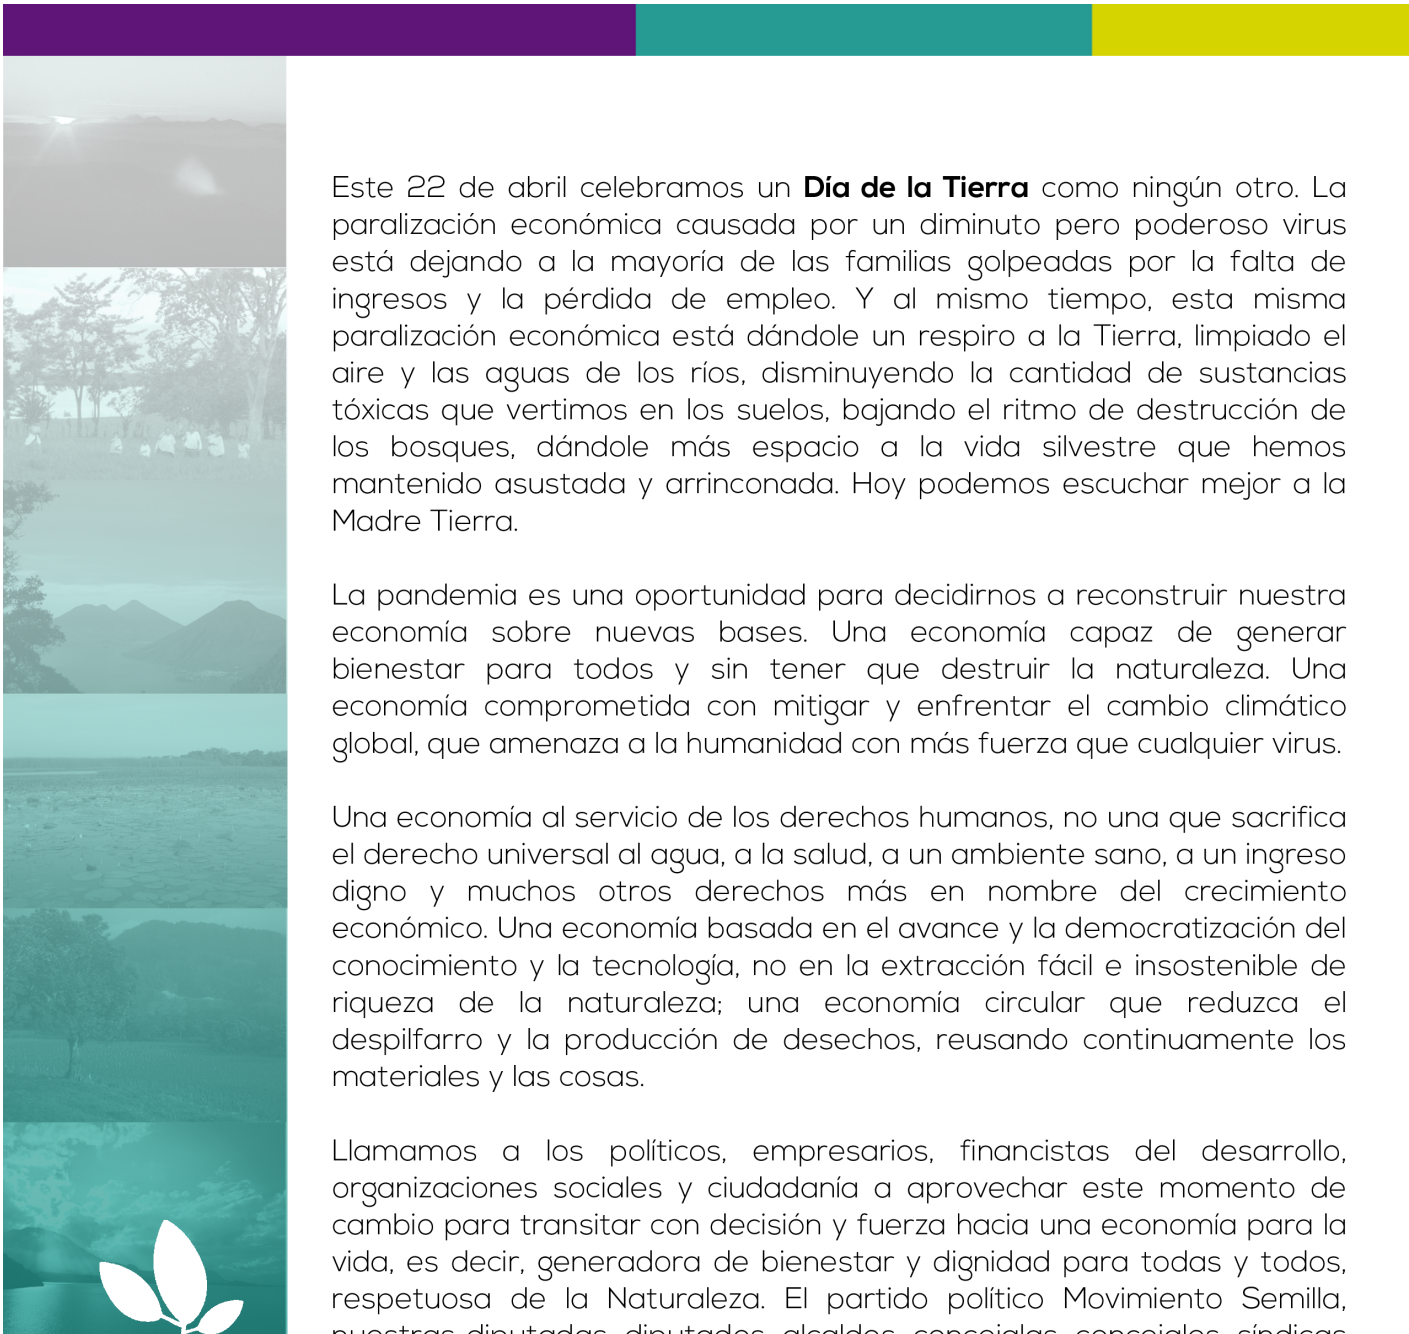 Este 22 de abril celebramos un Día de la Tierra como ningún otro. La
paralización económica causada por un diminuto pero poderoso virus
está dejando a la mayoría de las familias golpeadas por la falta de
ingresos y la pérdida de empleo. Y al mismo tiempo, esta misma
paralización económica está dándole un respiro a la Tierra, limpiado el
aire y las aguas de los ríos, disminuyendo la cantidad de sustancias
tóxicas que vertimos en los suelos, bajando el ritmo de destrucción de
los bosques, dándole más espacio a la vida silvestre que hemos
mantenido asustada y arrinconada. Hoy podemos escuchar mejor a la
Madre Tierra.
La pandemia es una oportunidad para decidirnos a reconstruir nuestra
economía sobre nuevas bases. Una economía capaz de generar
bienestar para todos y sin tener que destruir la naturaleza. Una
economía comprometida con mitigar y enfrentar el cambio climático
global, que amenaza a la humanidad con más fuerza que cualquier virus.
Una economía al servicio de los derechos humanos, no una que sacrifica
el derecho universal al agua, a la salud, a un ambiente sano, a un ingreso
digno y muchos otros derechos más en nombre del crecimiento
económico. Una economía basada en el avance y la democratización del
conocimiento y la tecnología, no en la extracción fácil e insostenible de
riqueza de la naturaleza; una economía circular que reduzca el
despilfarro y la producción de desechos, reusando continuamente los
materiales y las cosas.
Llamamos a los políticos, empresarios, financistas del desarrollo,
organizaciones sociales y ciudadanía a aprovechar este momento de
cambio para transitar con decisión y fuerza hacia una economía para la
vida, es decir, generadora de bienestar y dignidad para todas y todos,
respetuosa de la Naturaleza. El partido político Movimiento Semilla,
nuestras diputadas, diputados, alcaldes, concejalas, concejales, síndicas